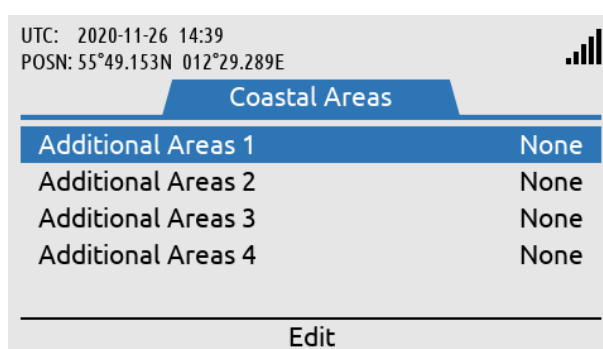 UTC: 2020-11-26 14:39
POSN: 55°49.153N 012°29.289E
Coastal Areas
Additional Areas 1 None
Additional Areas 2 None
Additional Areas 3 None
Additional Areas 4 None
Edit